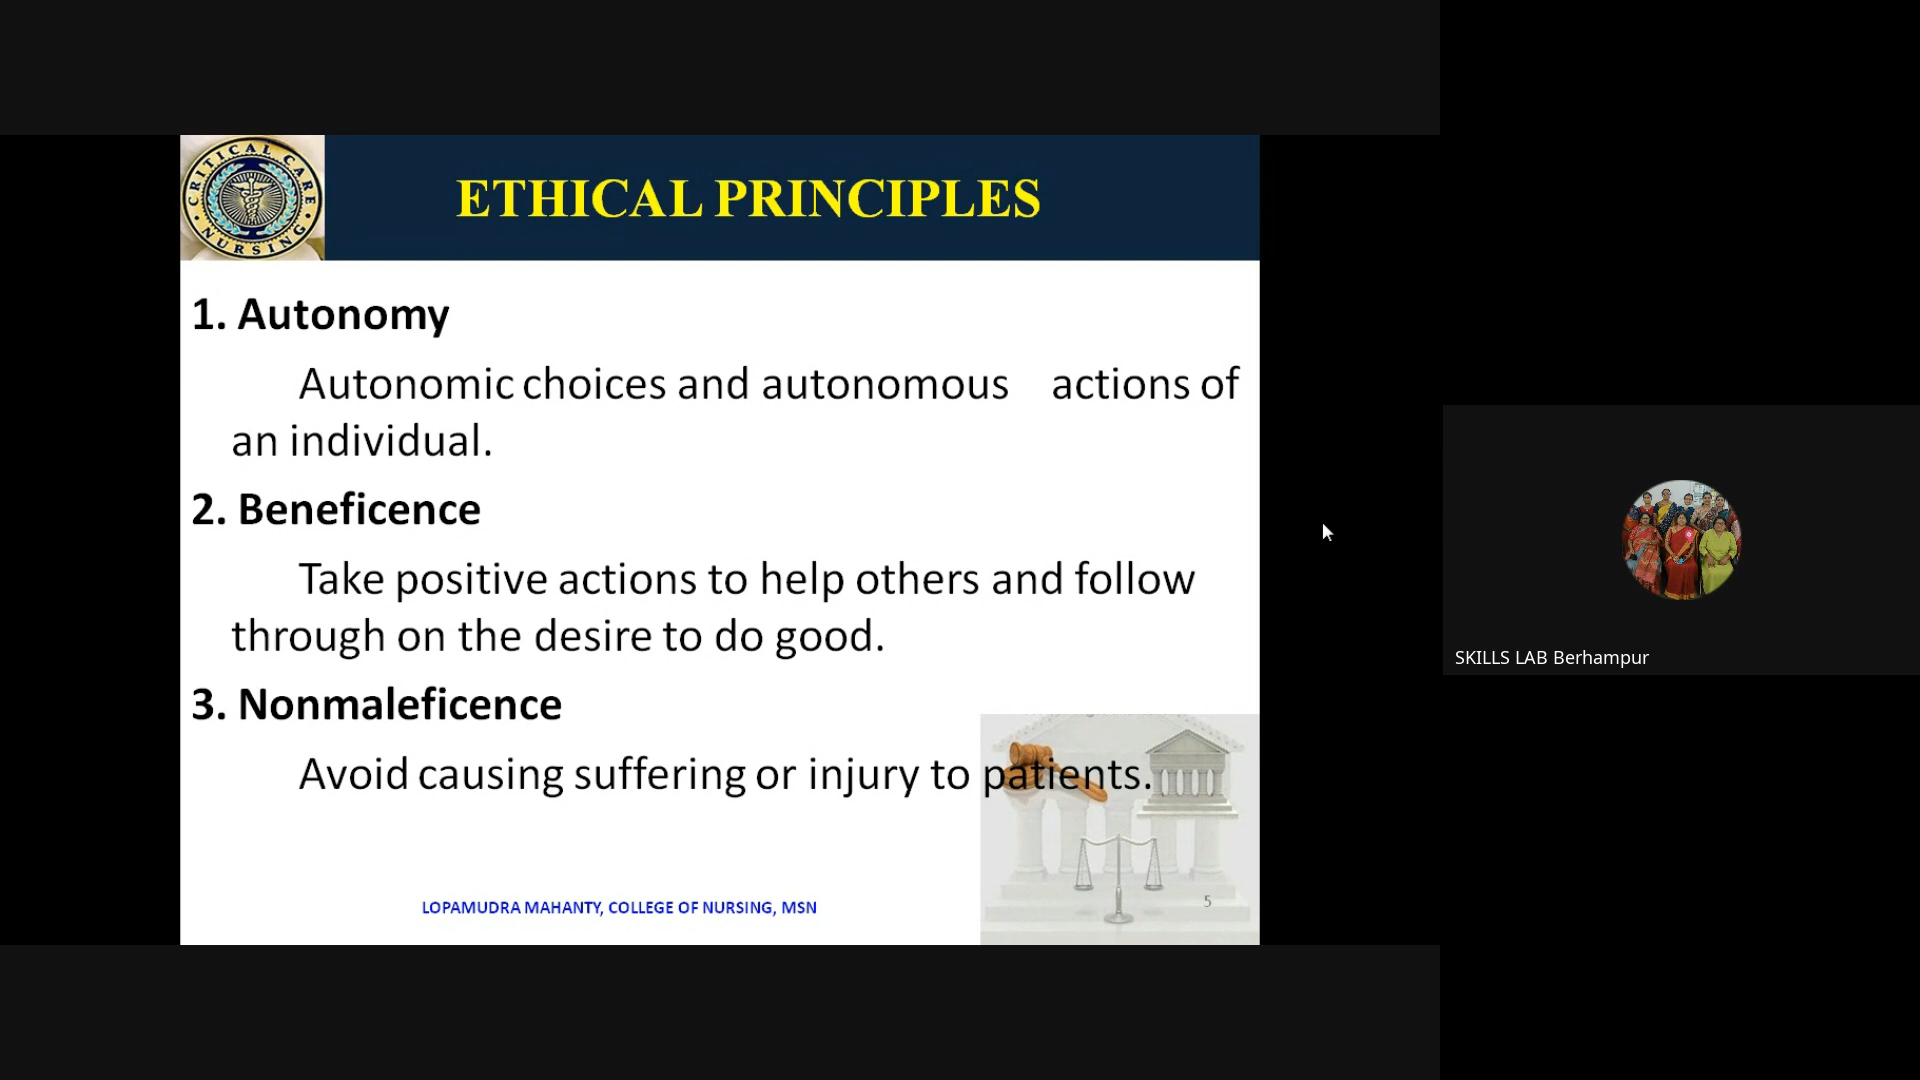 CRITICAL CARE
NURSING
ETHICAL PRINCIPLES
1. Autonomy
Autonomic choices and autonomous actions of
an individual.
2. Beneficence
Take positive actions to help others and follow
through on the desire to do good.
3. Nonmaleficence
Avoid causing suffering or injury to patients.
LOPAMUDRA MAHANTY, COLLEGE OF NURSING, MSN
5
SKILLS LAB Berhampur